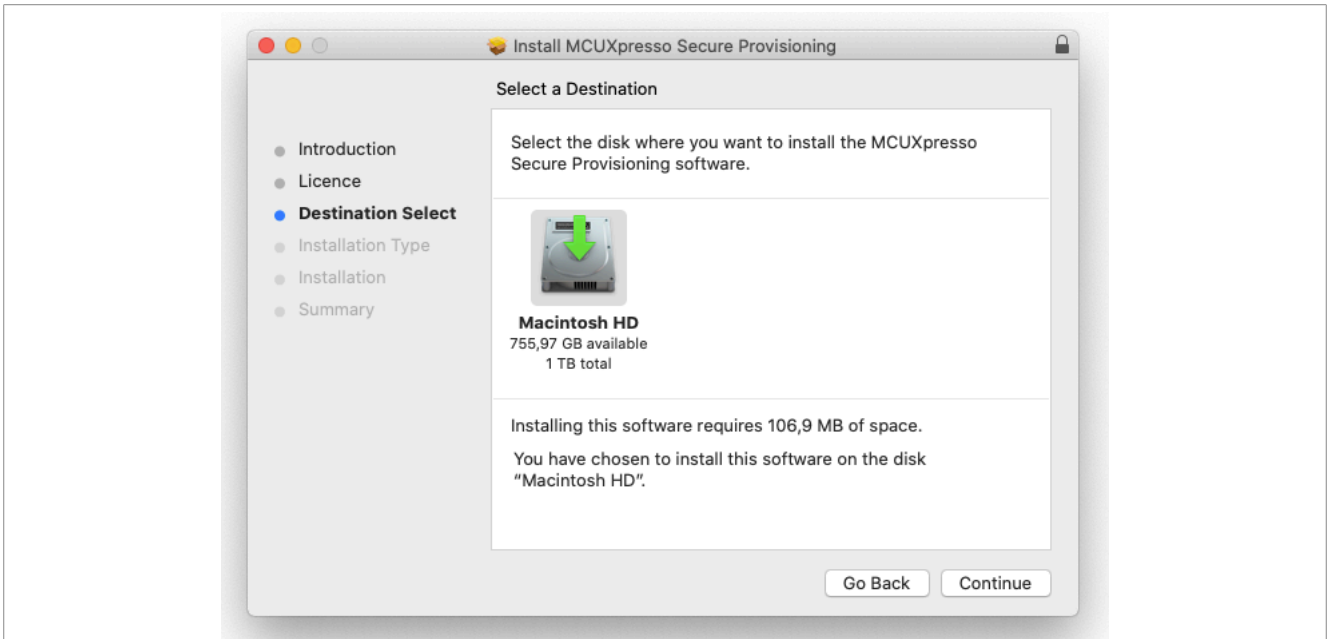 Install MCUXpresso Secure Provisioning
Select a Destination
Introduction
Licence
Destination Select
Installation Type
Installation
Summary
Select the disk where you want to install the MCUXpresso
Secure Provisioning software.
Macintosh HD
755,97 GB available
1 TB total
Installing this software requires 106,9 MB of space.
You have chosen to install this software on the disk
“Macintosh HD”.
Go Back
Continue